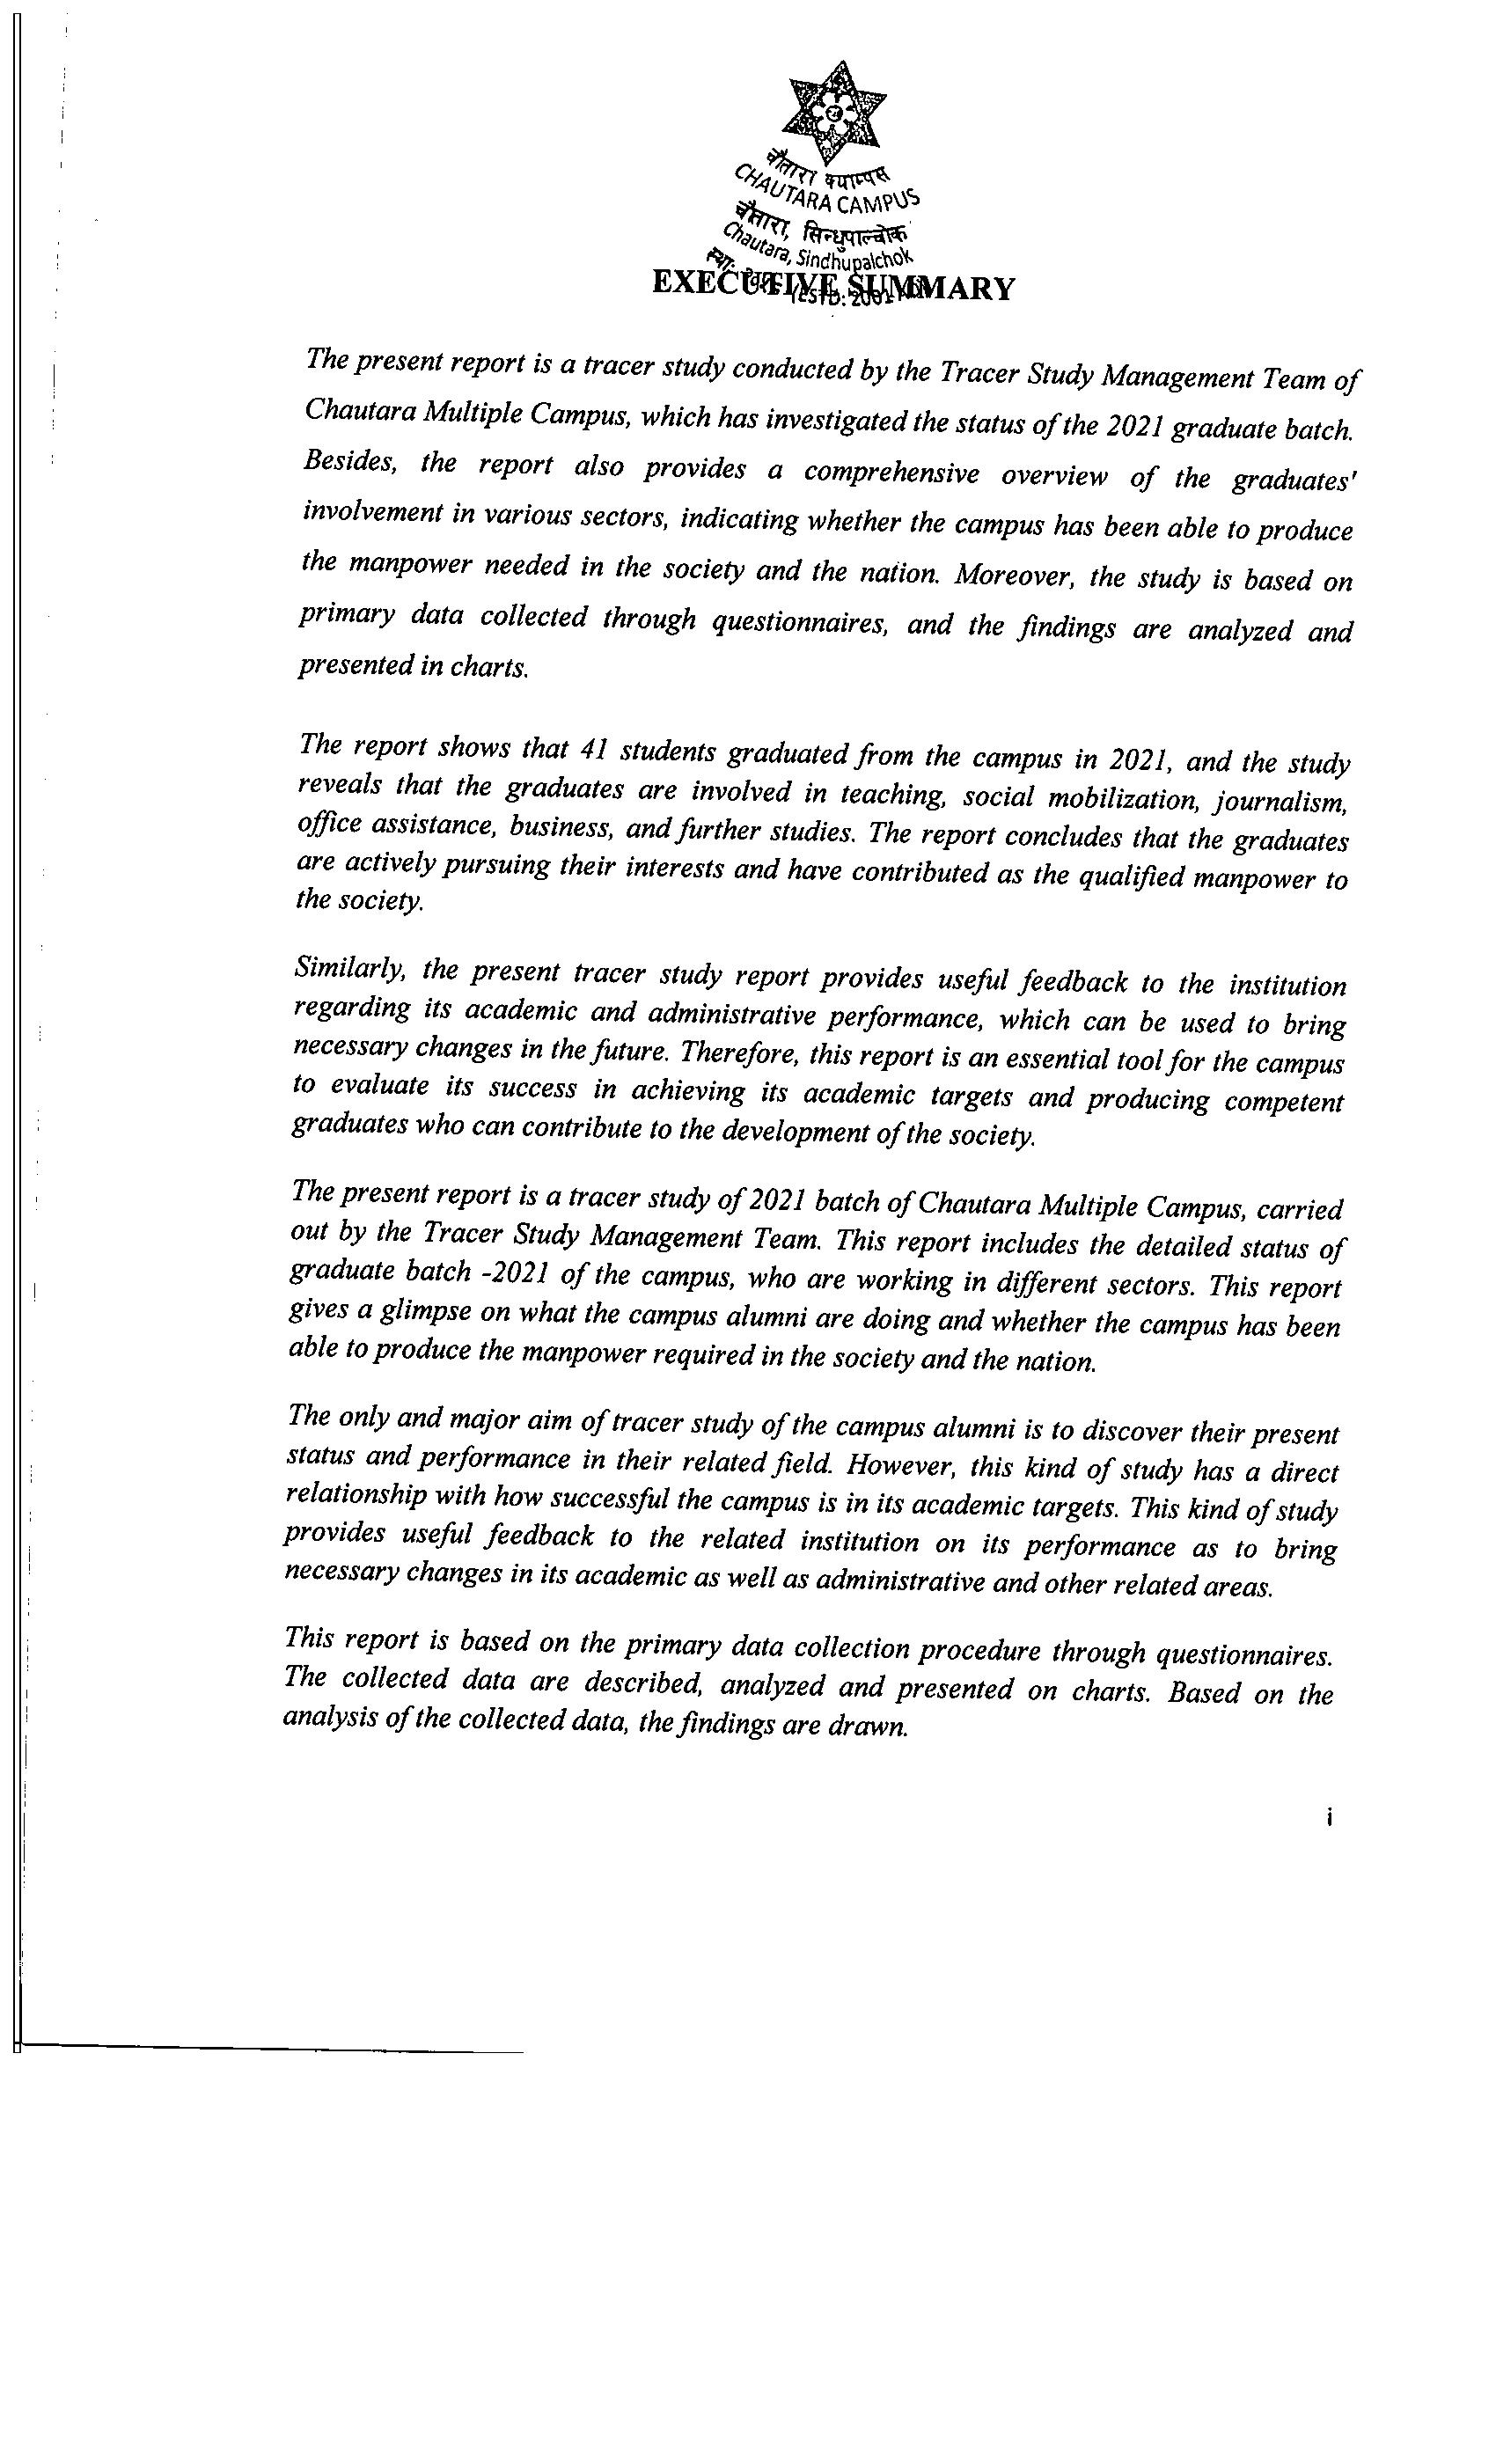 चौतारा क्याम्पस
CHAUTARA CAMPUS
चौतारा, सिन्धुपाल्चोक
Chautara, Sindhupalchok
EXECUTIVE SUMMARY
The present report is a tracer study conducted by the Tracer Study Management Team of
Chautara Multiple Campus, which has investigated the status of the 2021 graduate batch.
Besides, the report also provides a comprehensive overview of the graduates'
involvement in various sectors, indicating whether the campus has been able to produce
the manpower needed in the society and the nation. Moreover, the study is based on
primary data collected through questionnaires, and the findings are analyzed and
presented in charts.
The report shows that 41 students graduated from the campus in 2021, and the study
reveals that the graduates are involved in teaching, social mobilization, journalism,
office assistance, business, and further studies. The report concludes that the graduates
are actively pursuing their interests and have contributed as the qualified manpower to
the society.
Similarly, the present tracer study report provides useful feedback to the institution
regarding its academic and administrative performance, which can be used to bring
necessary changes in the future. Therefore, this report is an essential tool for the campus
to evaluate its success in achieving its academic targets and producing competent
graduates who can contribute to the development of the society.
The present report is a tracer study of 2021 batch of Chautara Multiple Campus, carried
out by the Tracer Study Management Team. This report includes the detailed status of
graduate batch -2021 of the campus, who are working in different sectors. This report
gives a glimpse on what the campus alumni are doing and whether the campus has been
able to produce the manpower required in the society and the nation.
The only and major aim of tracer study of the campus alumni is to discover their present
status and performance in their related field. However, this kind of study has a direct
relationship with how successful the campus is in its academic targets. This kind of study
provides useful feedback to the related institution on its performance as to bring
necessary changes in its academic as well as administrative and other related areas.
This report is based on the primary data collection procedure through questionnaires.
The collected data are described, analyzed and presented on charts. Based on the
analysis of the collected data, the findings are drawn.
i